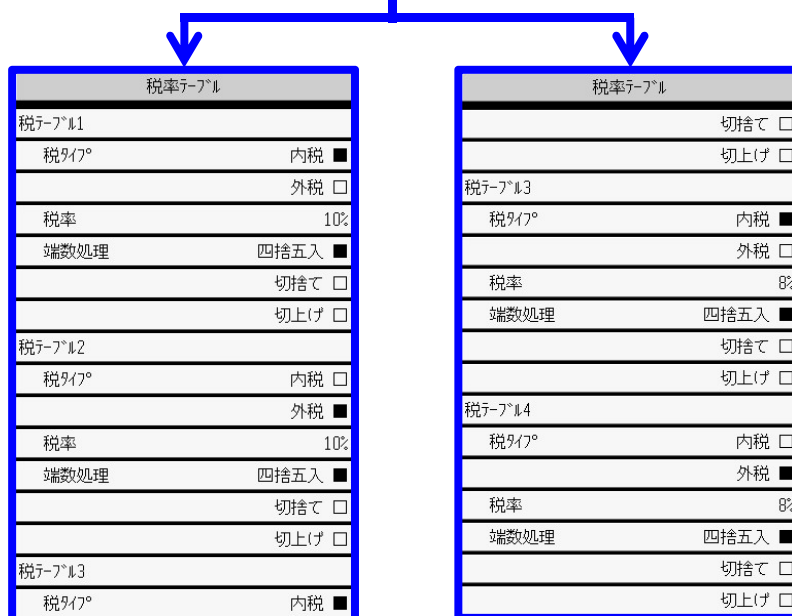 税率ﾃｰﾌﾞﾙ
税ﾃｰﾌﾞﾙ1
税ﾀｲﾌﾟ 内税 ■
外税 □
税率 10%
端数処理 四捨五入 ■
切捨て □
切上げ □
税ﾃｰﾌﾞﾙ2
税ﾀｲﾌﾟ 内税 □
外税 ■
税率 10%
端数処理 四捨五入 ■
切捨て □
切上げ □
税ﾃｰﾌﾞﾙ3
税ﾀｲﾌﾟ 内税 ■
税率ﾃｰﾌﾞﾙ
切捨て □
切上げ □
税ﾃｰﾌﾞﾙ3
税ﾀｲﾌﾟ 内税 ■
外税 □
税率 8%
端数処理 四捨五入 ■
切捨て □
切上げ □
税ﾃｰﾌﾞﾙ4
税ﾀｲﾌﾟ 内税 □
外税 ■
税率 8%
端数処理 四捨五入 ■
切捨て □
切上げ □